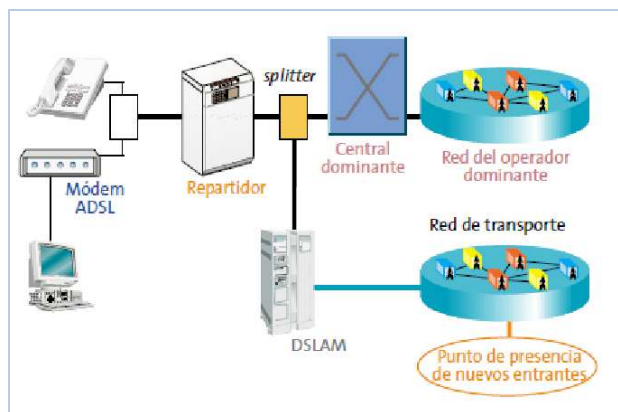 splitter
Módem
ADSL
Repartidor
Central
dominante
Red del operador
dominante
Red de transporte
DSLAM
Punto de presencia
de nuevos entrantes